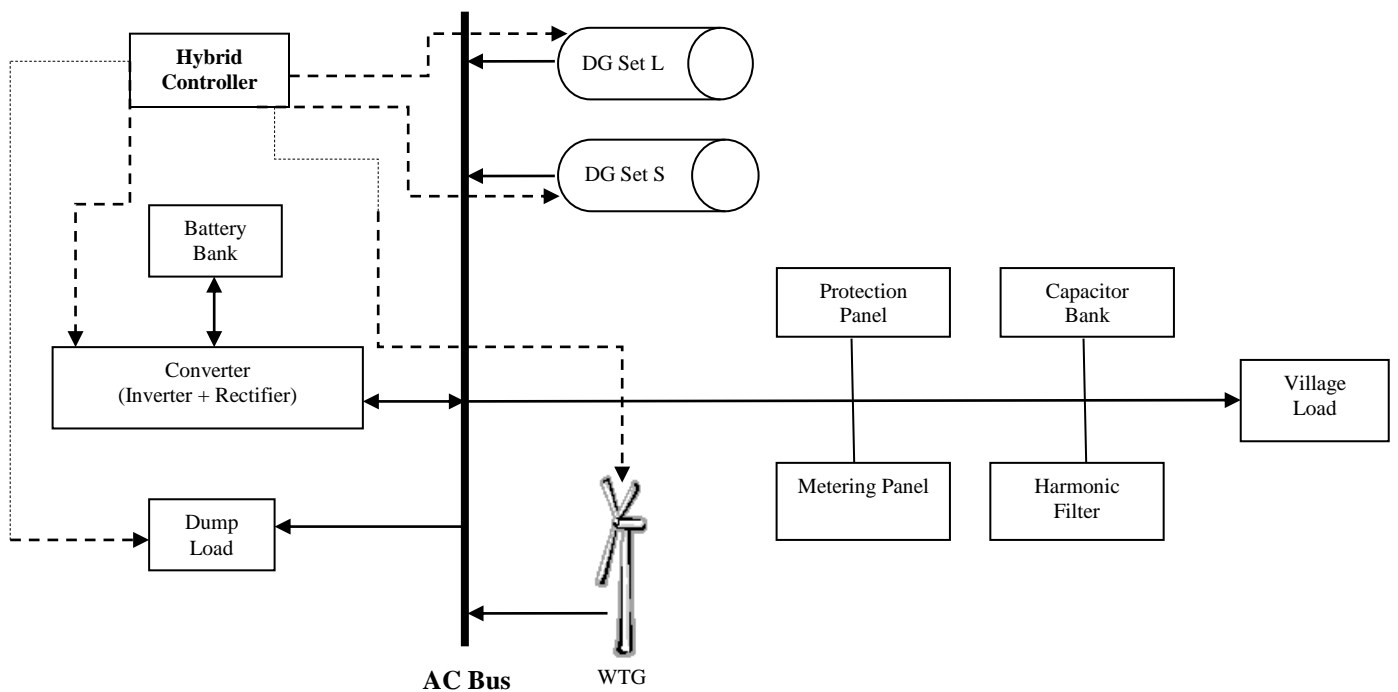 Hybrid
Controller
DG Set L
DG Set S
Battery
Bank
Protection
Panel
Capacitor
Bank
Converter
(Inverter + Rectifier)
Village
Load
Metering Panel
Harmonic
Filter
Dump
Load
AC Bus
WTG